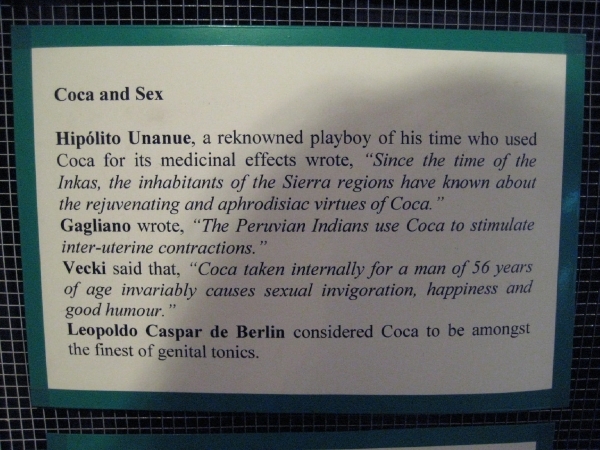 Coca and Sex
Hipólito Unanue, a reknowned playboy of his time who used
Coca for its medicinal effects wrote, “Since the time of the
Inkas, the inhabitants of the Sierra regions have known about
the rejuvenating and aphrodisiac virtues of Coca.”
Gagliano wrote, “The Peruvian Indians use Coca to stimulate
inter-uterine contractions.”
Vecki said that, “Coca taken internally for a man of 56 years
of age invariably causes sexual invigoration, happiness and
good humour.”
Leopoldo Caspar de Berlin considered Coca to be amongst
the finest of genital tonics.